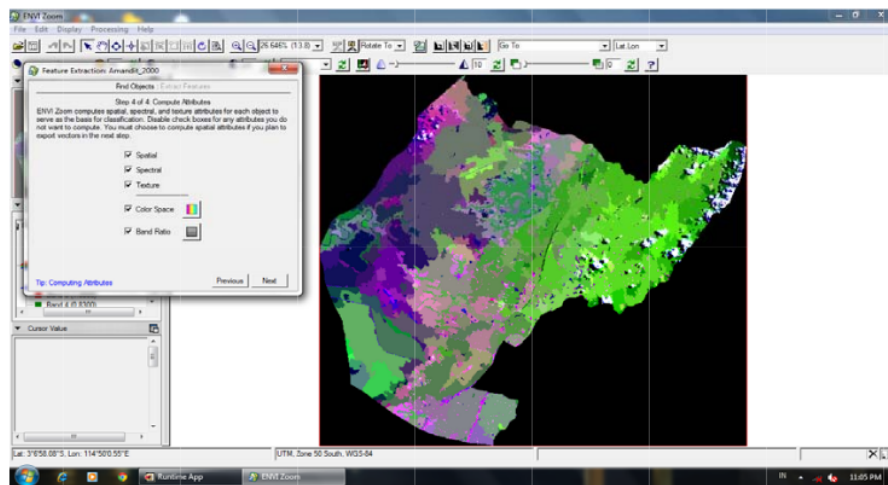 ENVI Zoom
File Edit Display Processing Help
26.646% (1:3.8) Rotate To Go To Lat.Lon
10 0
Feature Extraction: Amandit_2000
Find Objects : Extract Features
Step 4 of 4: Compute Attributes
ENVI Zoom computes spatial, spectral, and texture attributes for each object to
serve as the basis for classification. Disable check boxes for any attributes you do
not want to compute. You must choose to compute spatial attributes if you plan to
export vectors in the next step.
Spatial
Spectral
Texture
Color Space
Band Ratio
Tip: Computing Attributes Previous Next
Band 4 (0.8300)
Cursor Value
Lat: 3°6'58.08"S, Lon: 114°50'0.55"E UTM, Zone 50 South, WGS-84
Runtime App ENVI Zoom IN 11:05 PM